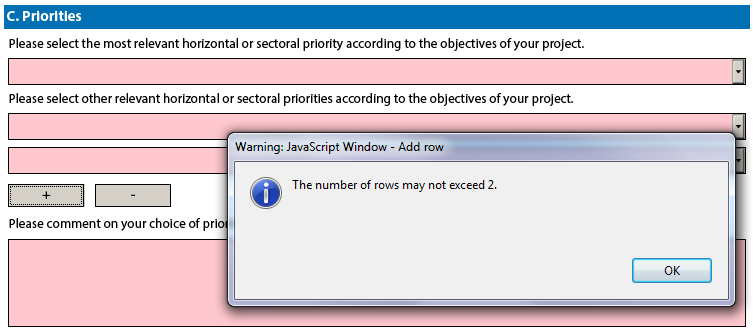 C. Priorities
Please select the most relevant horizontal or sectoral priority according to the objectives of your project.
Please select other relevant horizontal or sectoral priorities according to the objectives of your project.
Warning: JavaScript Window - Add row
The number of rows may not exceed 2.
+ -
Please comment on your choice of
OK